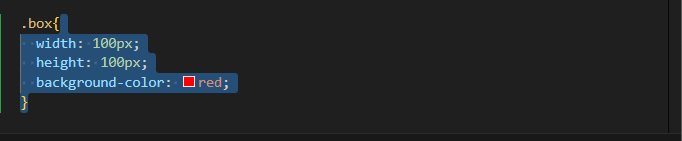 .box{
  width: 100px;
  height: 100px;
  background-color: red;
}